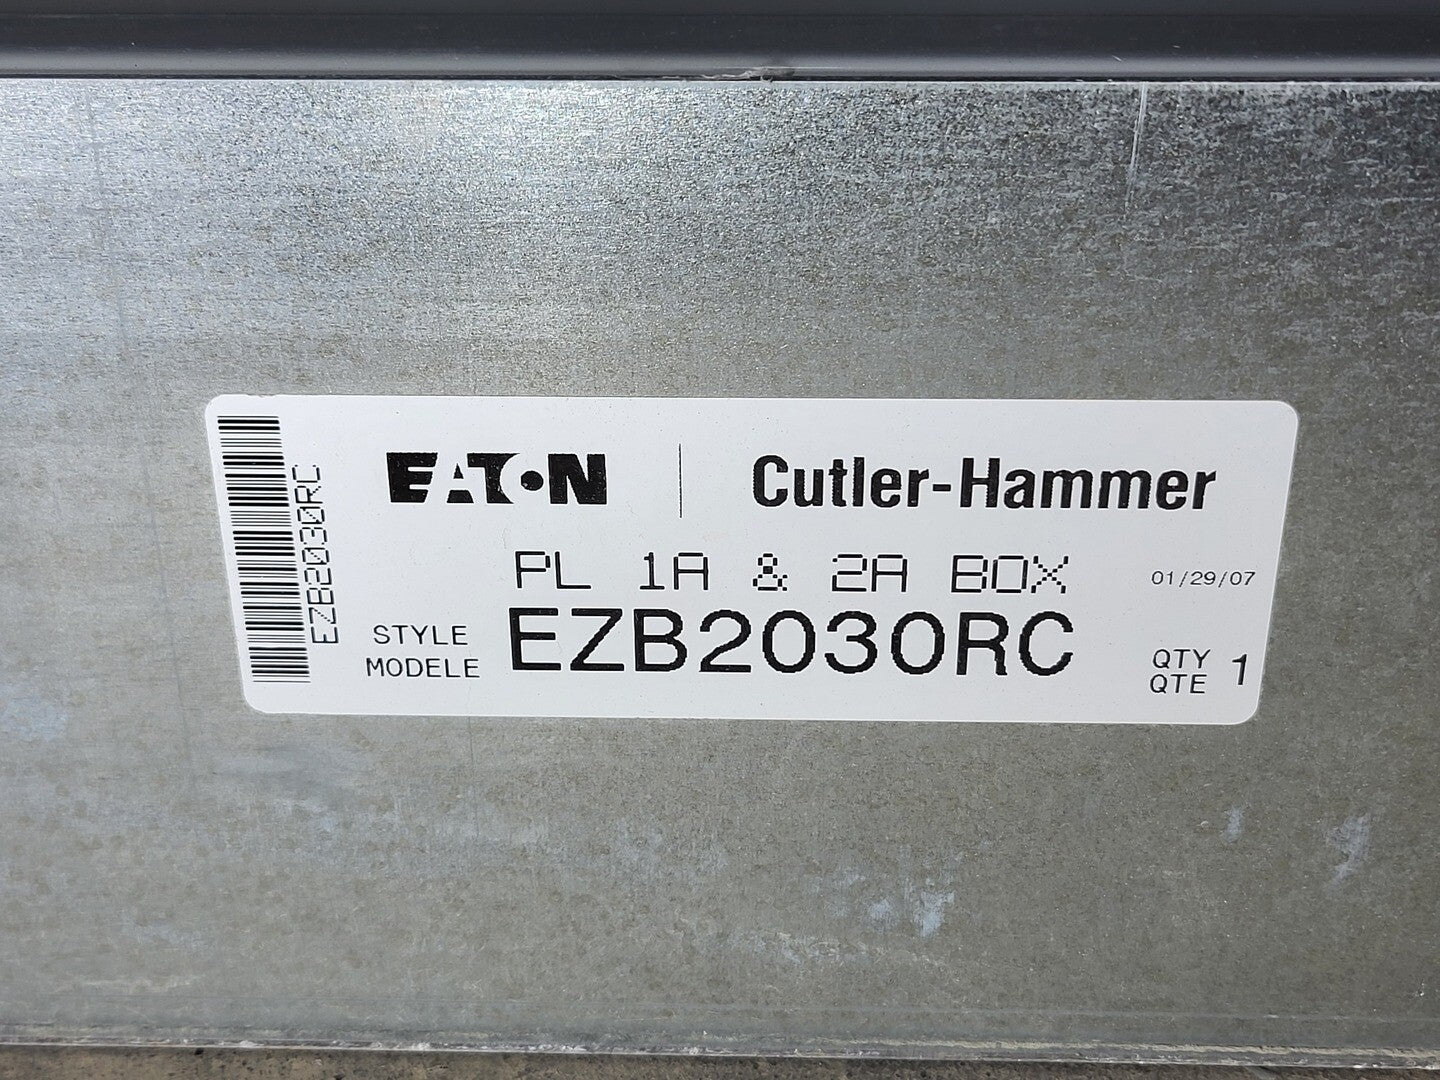 EATON | Cutler-Hammer
PL 1A & 2A BOX 01/29/07
STYLE
MODELE EZB2030RC
QTY
QTE 1
EZB2030RC